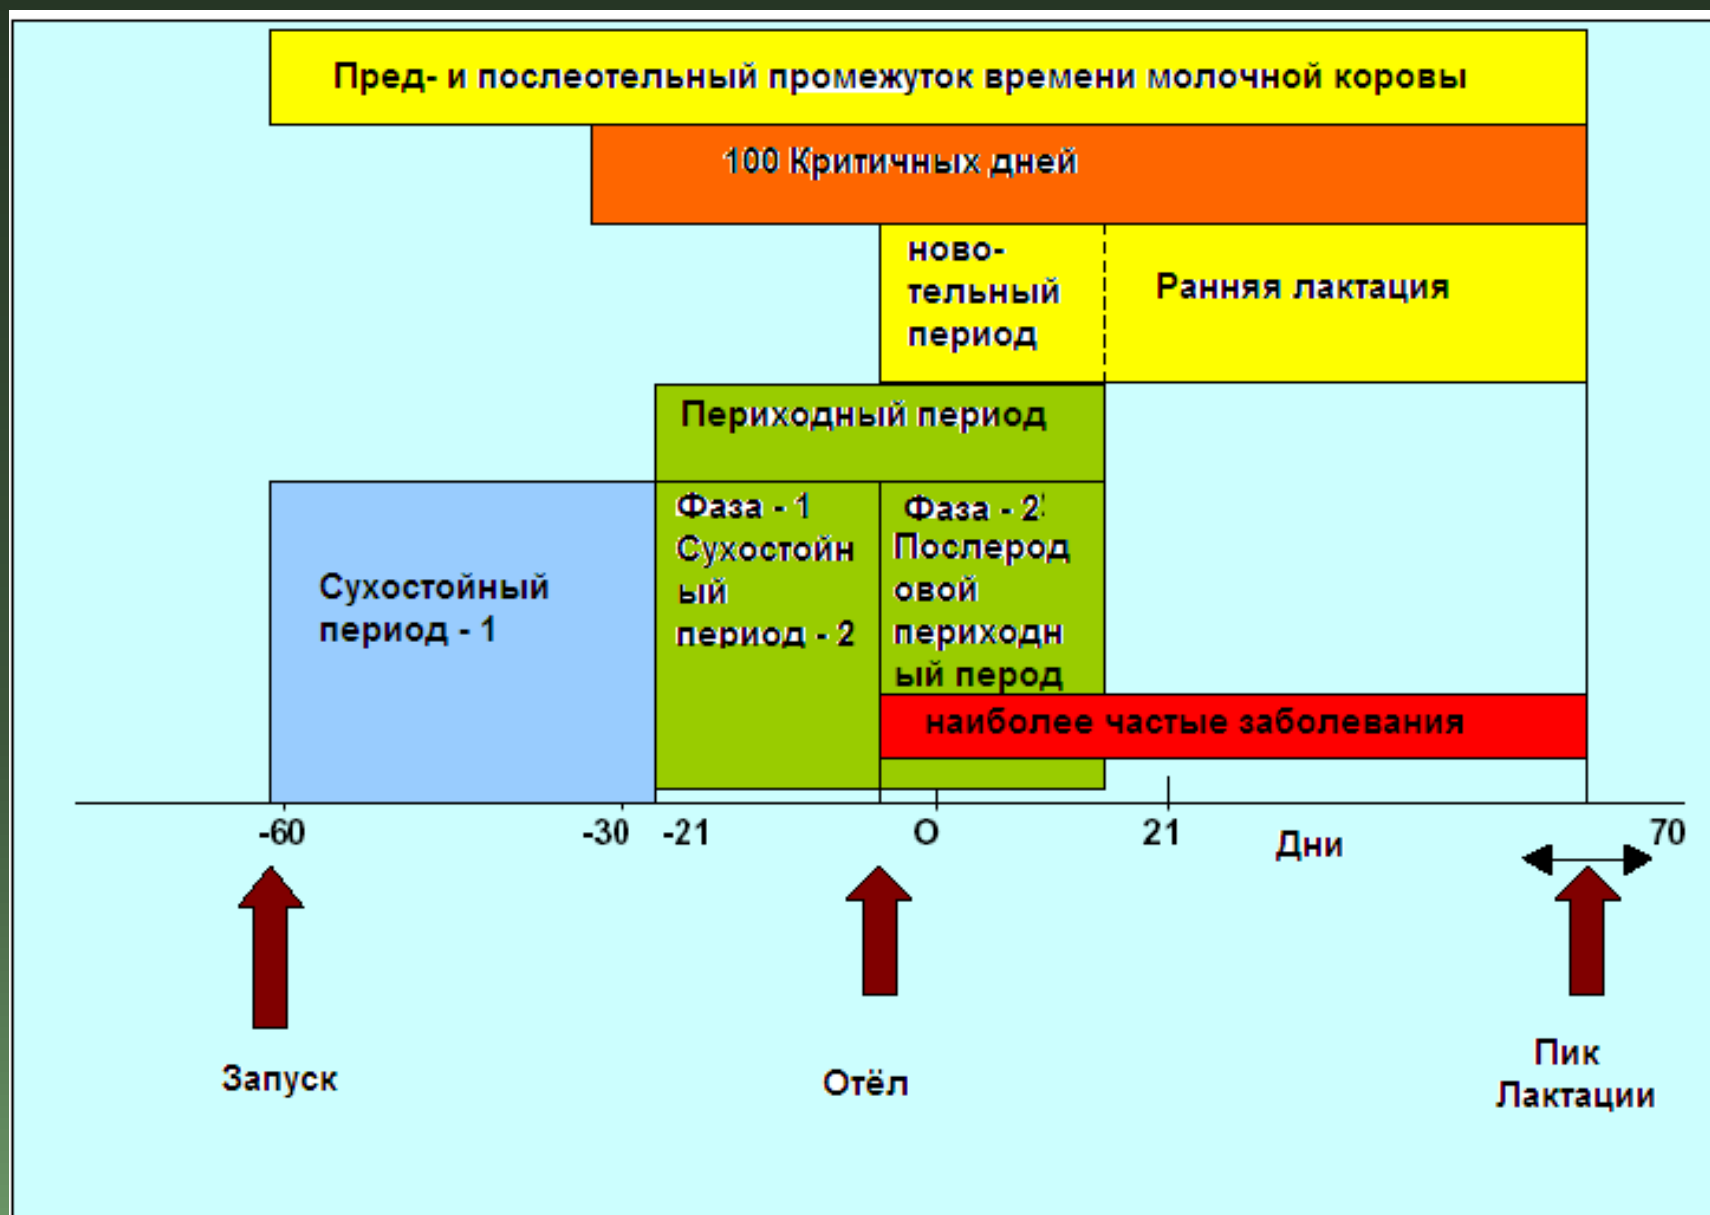 Пред- и послеотельный промежуток времени молочной коровы
100 Критичных дней
ново-
тельный
период
Ранняя лактация
Периходный период
Сухостойный
период - 1
Фаза - 1
Сухостойн
ый
период - 2
Фаза - 2:
Послерод
овой
периходн
ый перод
наиболее частые заболевания
-60
-30
-21
О
21
Дни
70
Запуск
Отёл
Пик
Лактации